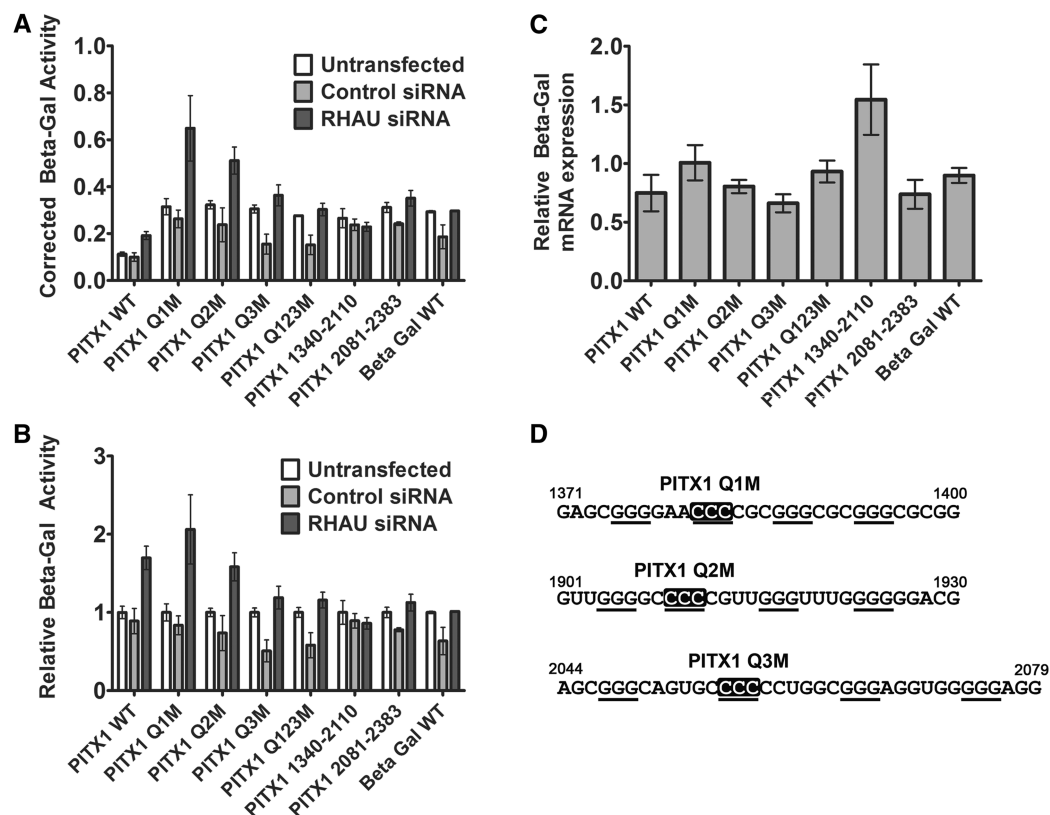 A
Corrected Beta-Gal Activity
1.0
0.8
0.6
0.4
0.2
0.0
Untransfected
Control siRNA
RHAU siRNA
PITX1 WT
PITX1 Q1M
PITX1 Q2M
PITX1 Q3M
PITX1 Q123M
PITX1 1340-2110
PITX1 2081-2383
Beta Gal WT
B
Relative Beta-Gal Activity
3
2
1
0
Untransfected
Control siRNA
RHAU siRNA
PITX1 WT
PITX1 Q1M
PITX1 Q2M
PITX1 Q3M
PITX1 Q123M
PITX1 1340-2110
PITX1 2081-2383
Beta Gal WT
C
Relative Beta-Gal
mRNA expression
2.0
1.5
1.0
0.5
0.0
PITX1 WT
PITX1 Q1M
PITX1 Q2M
PITX1 Q3M
PITX1 Q123M
PITX1 1340-2110
PITX1 2081-2383
Beta Gal WT
D
PITX1 Q1M
1371 1400
GAGCGGGGAACCCCGCGGGCGCGGGCGCGG
PITX1 Q2M
1901 1930
GUUGGGGCCCCCGUUGGGUUUGGGGGGACG
PITX1 Q3M
2044 2079
AGCGGGCAGUGCCCCCCUGGCGGGAGGUGGGGGAGG